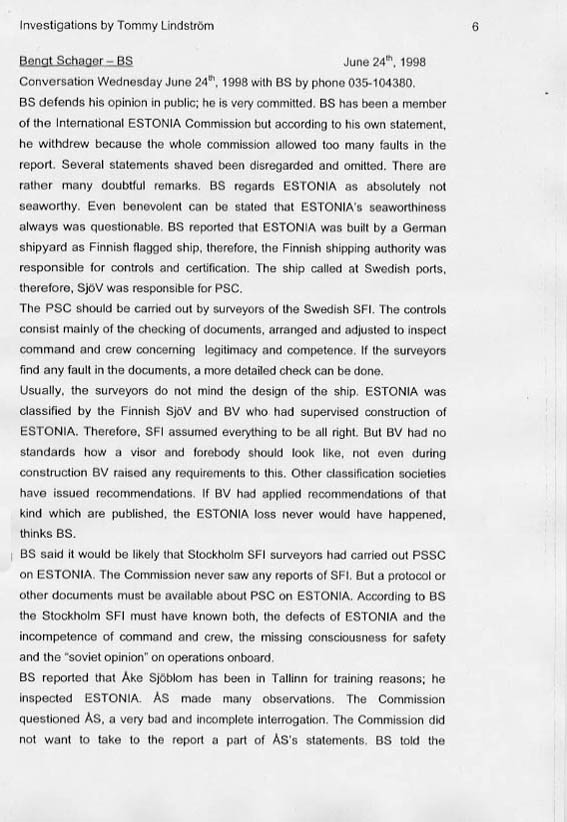 Investigations by Tommy Lindström 6
Bengt Schager – BS June 24th, 1998
Conversation Wednesday June 24th, 1998 with BS by phone 035-104380.
BS defends his opinion in public; he is very committed. BS has been a member
of the International ESTONIA Commission but according to his own statement,
he withdrew because the whole commission allowed too many faults in the
report. Several statements shaved been disregarded and omitted. There are
rather many doubtful remarks. BS regards ESTONIA as absolutely not
seaworthy. Even benevolent can be stated that ESTONIA's seaworthiness
always was questionable. BS reported that ESTONIA was built by a German
shipyard as Finnish flagged ship, therefore, the Finnish shipping authority was
responsible for controls and certification. The ship called at Swedish ports,
therefore, SjöV was responsible for PSC.
The PSC should be carried out by surveyors of the Swedish SFI. The controls
consist mainly of the checking of documents, arranged and adjusted to inspect
command and crew concerning legitimacy and competence. If the surveyors
find any fault in the documents, a more detailed check can be done.
Usually, the surveyors do not mind the design of the ship. ESTONIA was
classified by the Finnish SjöV and BV who had supervised construction of
ESTONIA. Therefore, SFI assumed everything to be all right. But BV had no
standards how a visor and forebody should look like, not even during
construction BV raised any requirements to this. Other classification societies
have issued recommendations. If BV had applied recommendations of that
kind which are published, the ESTONIA loss never would have happened,
thinks BS.
BS said it would be likely that Stockholm SFI surveyors had carried out PSSC
on ESTONIA. The Commission never saw any reports of SFI. But a protocol or
other documents must be available about PSC on ESTONIA. According to BS
the Stockholm SFI must have known both, the defects of ESTONIA and the
incompetence of command and crew, the missing consciousness for safety
and the "soviet opinion" on operations onboard.
BS reported that Åke Sjöblom has been in Tallinn for training reasons; he
inspected ESTONIA. ÅS made many observations. The Commission
questioned ÅS, a very bad and incomplete interrogation. The Commission did
not want to take to the report a part of ÅS's statements. BS told the